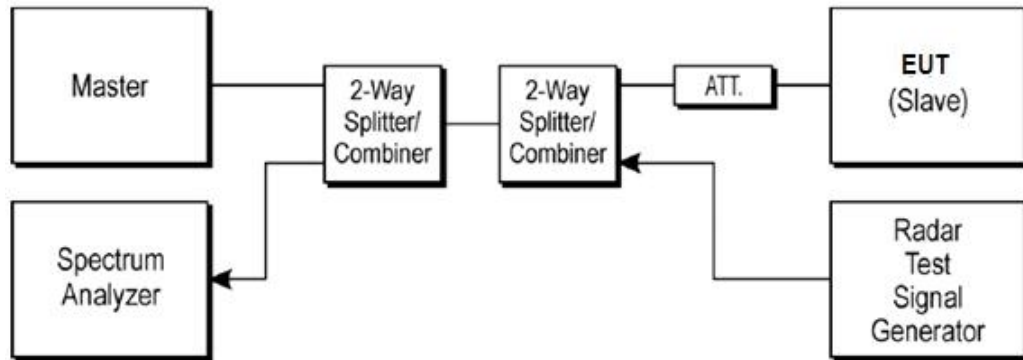 Master
2-Way
Splitter/
Combiner
2-Way
Splitter/
Combiner
ATT.
EUT
(Slave)
Spectrum
Analyzer
Radar
Test
Signal
Generator